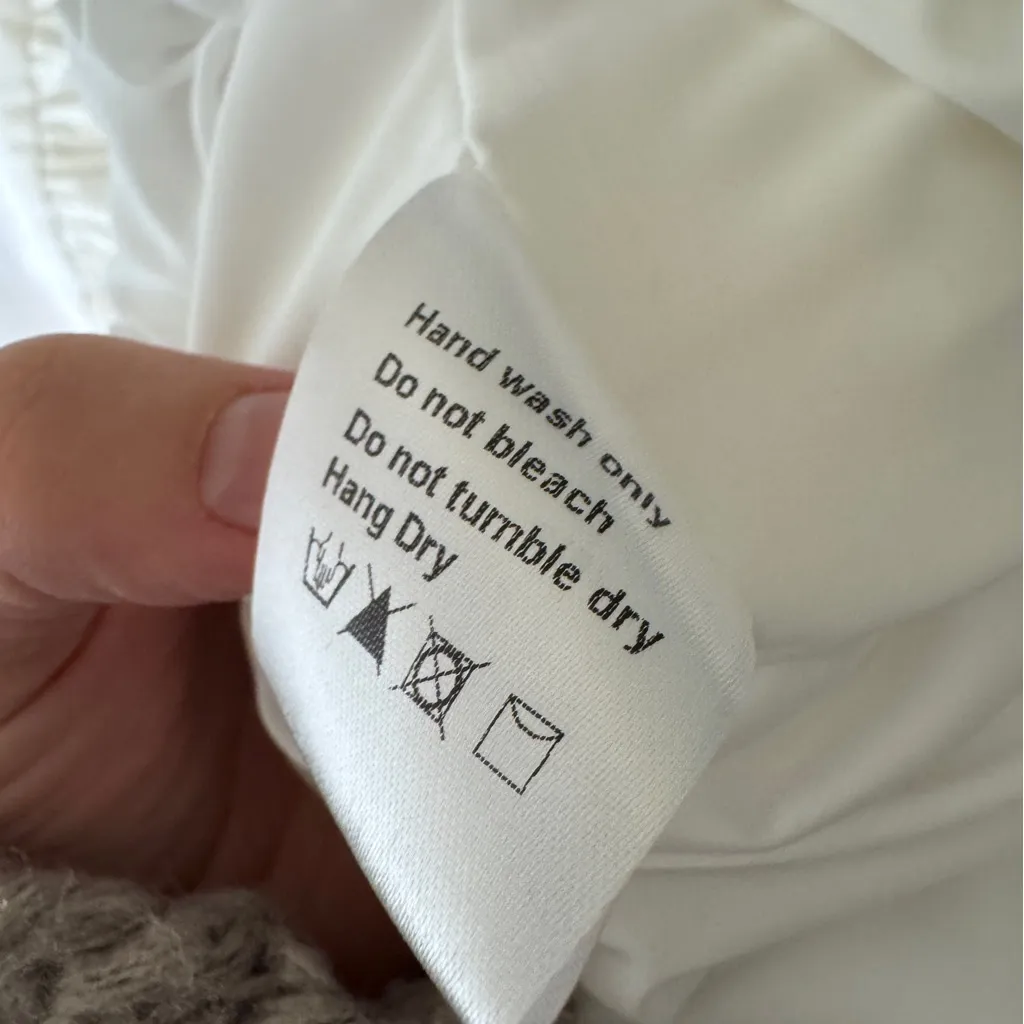 Hand wash only
Do not bleach
Do not tumble dry
Hang Dry